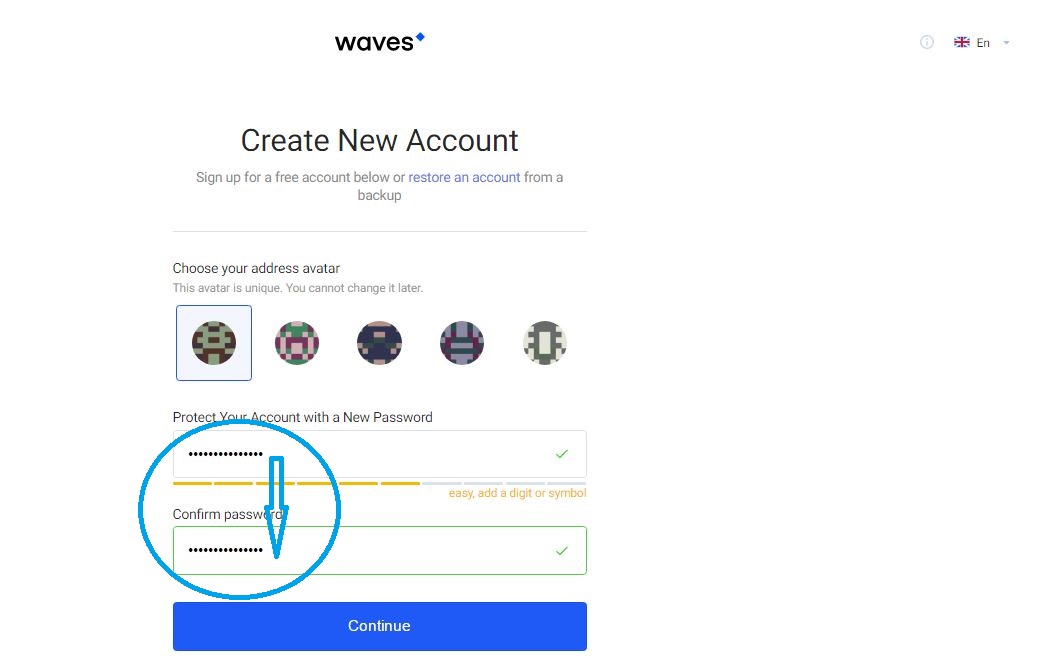 waves
En
Create New Account
Sign up for a free account below or restore an account from a
backup
Choose your address avatar
This avatar is unique. You cannot change it later.
Protect Your Account with a New Password
•••••••••••••••
easy, add a digit or symbol
Confirm password
•••••••••••••••
Continue